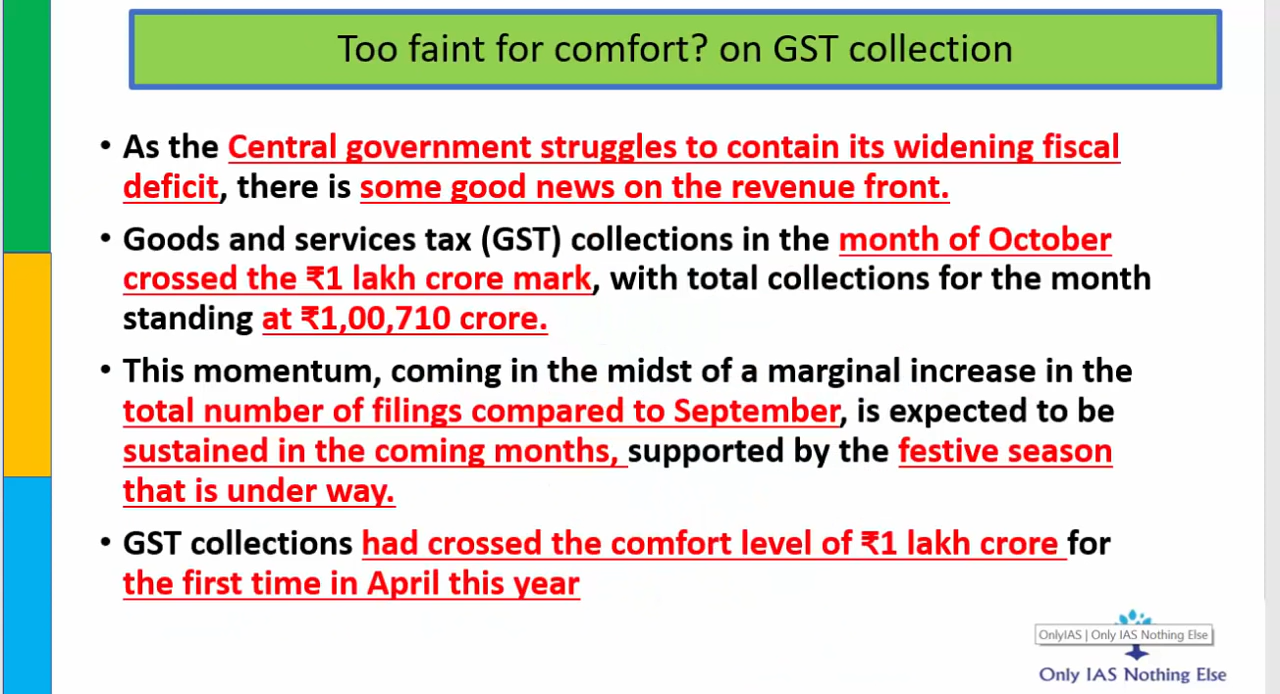 Too faint for comfort? on GST collection
• As the Central government struggles to contain its widening fiscal
deficit, there is some good news on the revenue front.
• Goods and services tax (GST) collections in the month of October
crossed the ₹1 lakh crore mark, with total collections for the month
standing at ₹1,00,710 crore.
• This momentum, coming in the midst of a marginal increase in the
total number of filings compared to September, is expected to be
sustained in the coming months, supported by the festive season
that is under way.
• GST collections had crossed the comfort level of ₹1 lakh crore for
the first time in April this year
OnlyIAS | Only IAS Nothing Else
Only IAS Nothing Else